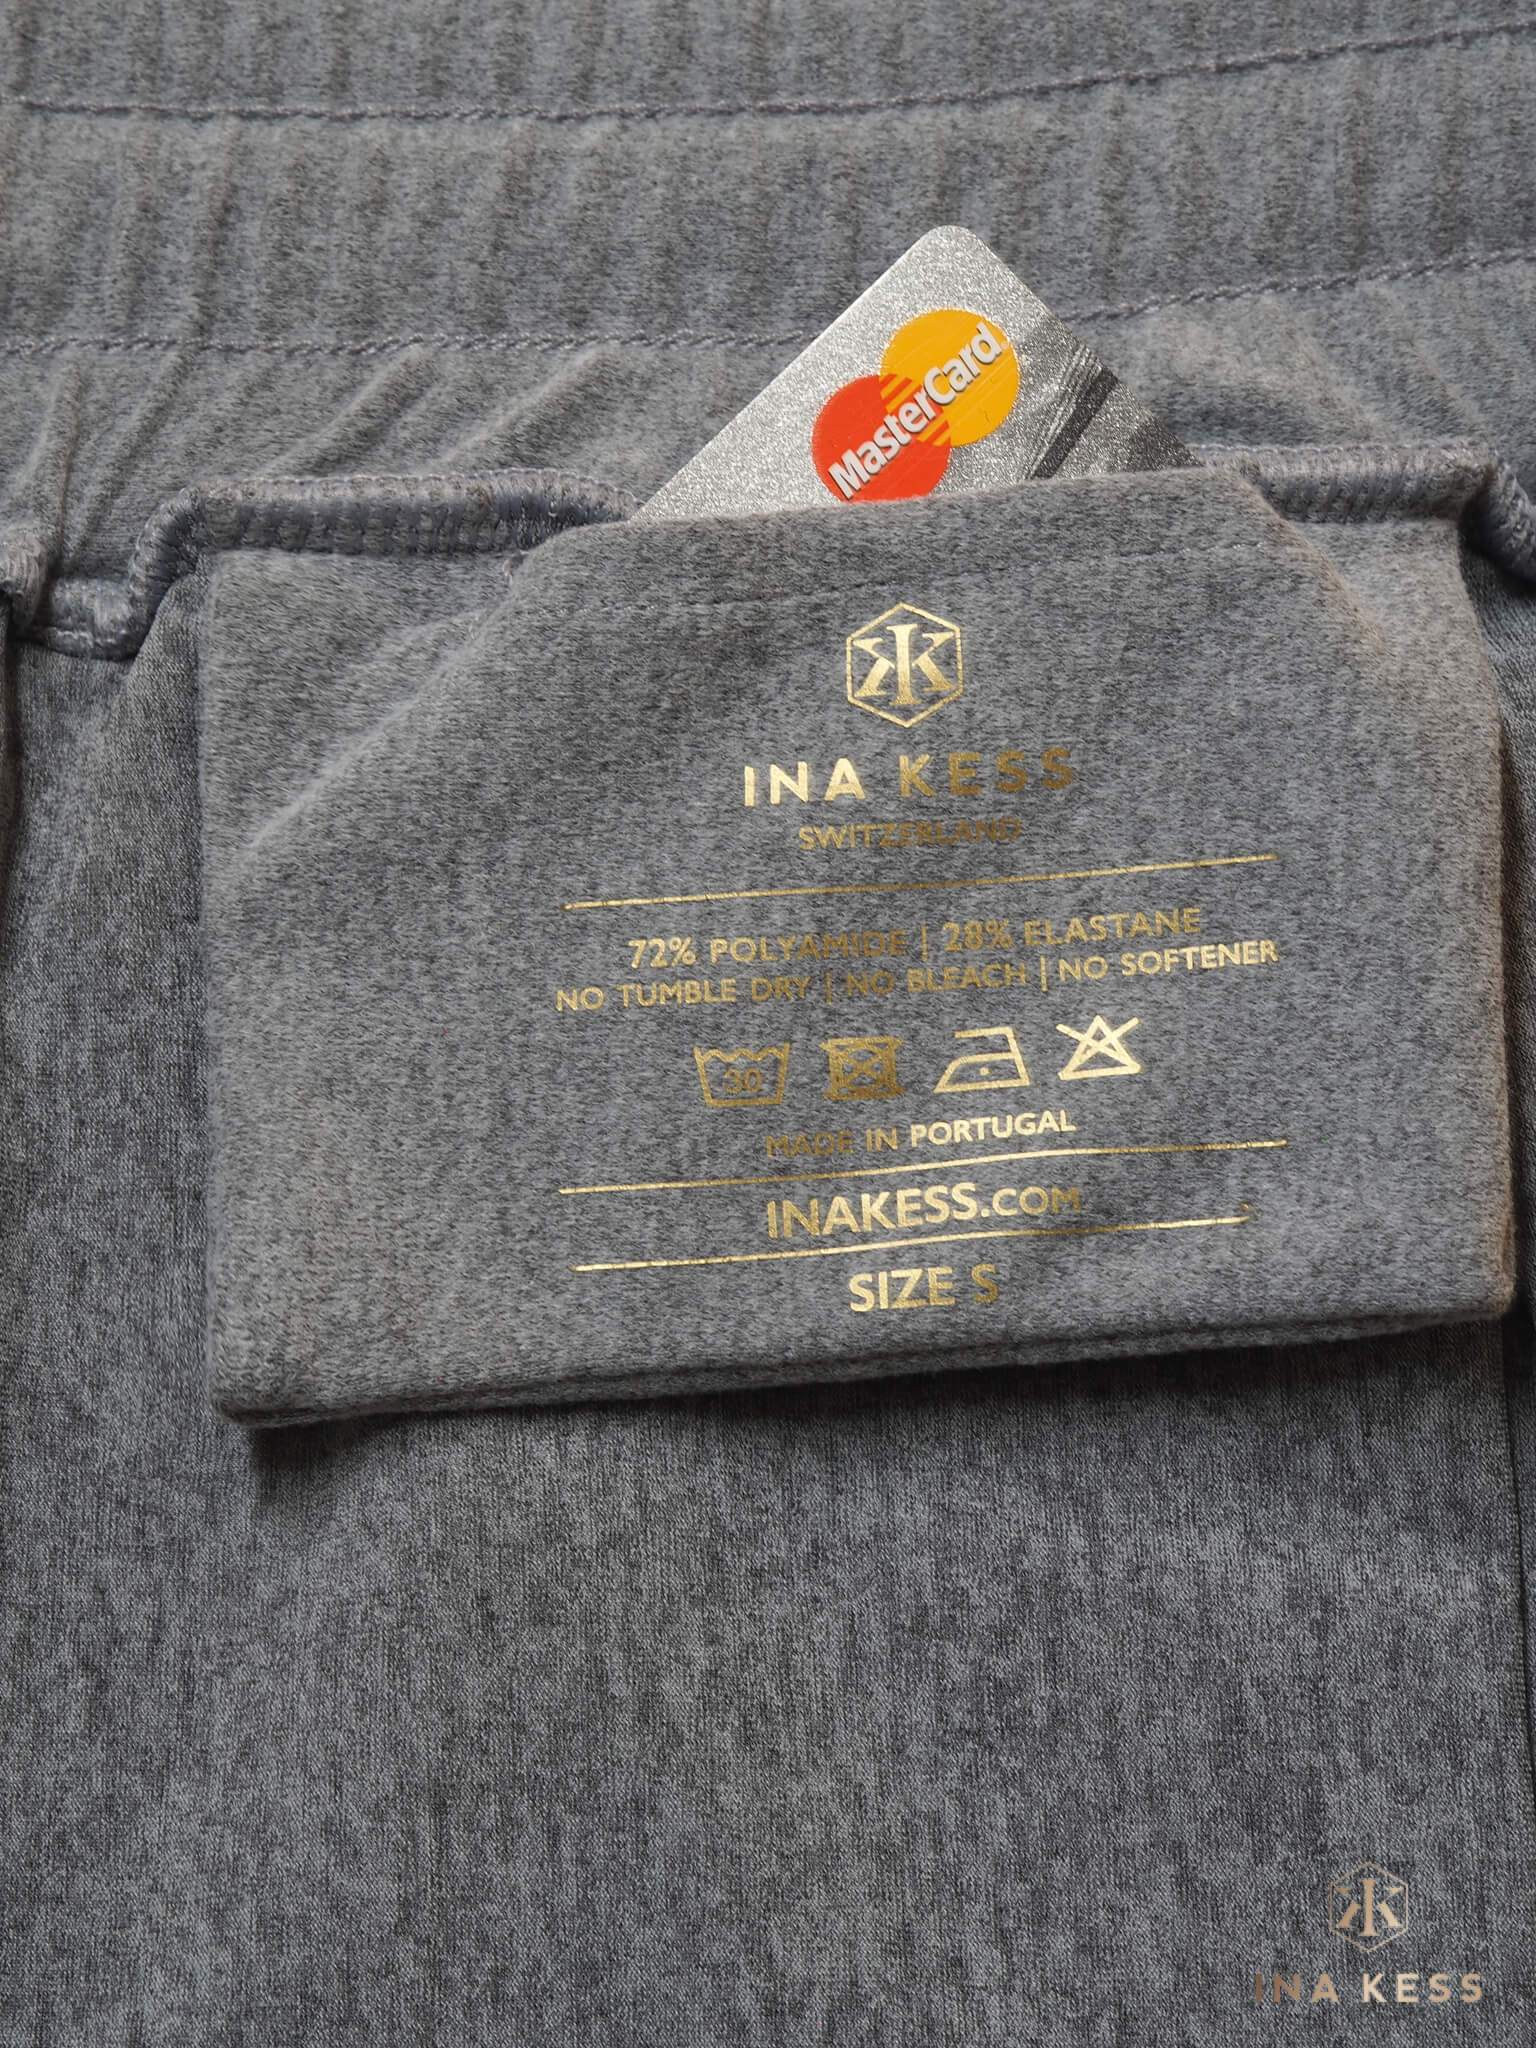 MasterCard
INA KESS
SWITZERLAND
72% POLYAMIDE | 28% ELASTANE
NO TUMBLE DRY | NO BLEACH | NO SOFTENER
30
MADE IN PORTUGAL
INAKESS.COM
SIZE S
INA KESS